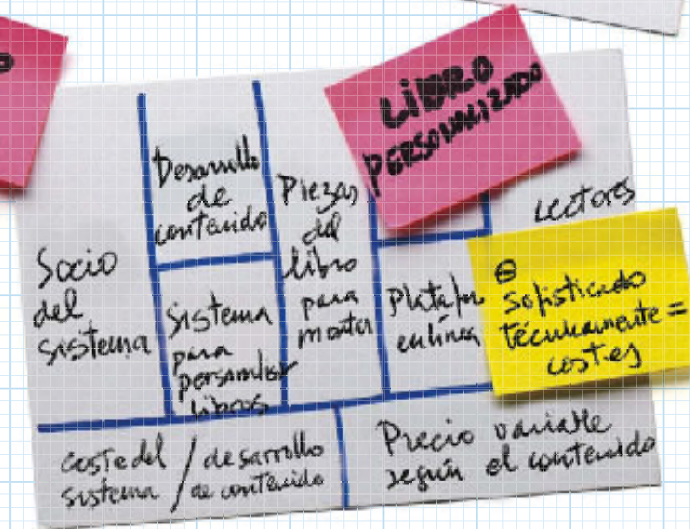 LIBRO
PERSONALIZADO
Socio
del
sistema
Desarrollo
de
contenido
Sistema
para
personalizar
libros
Piezas
del
libro
para
montar
Platafor
en línea
Lectores
⊖
Sofisticado
técnicamente =
costes
coste del
sistema
/ desarrollo
de contenido
Precio variable
según el contenido